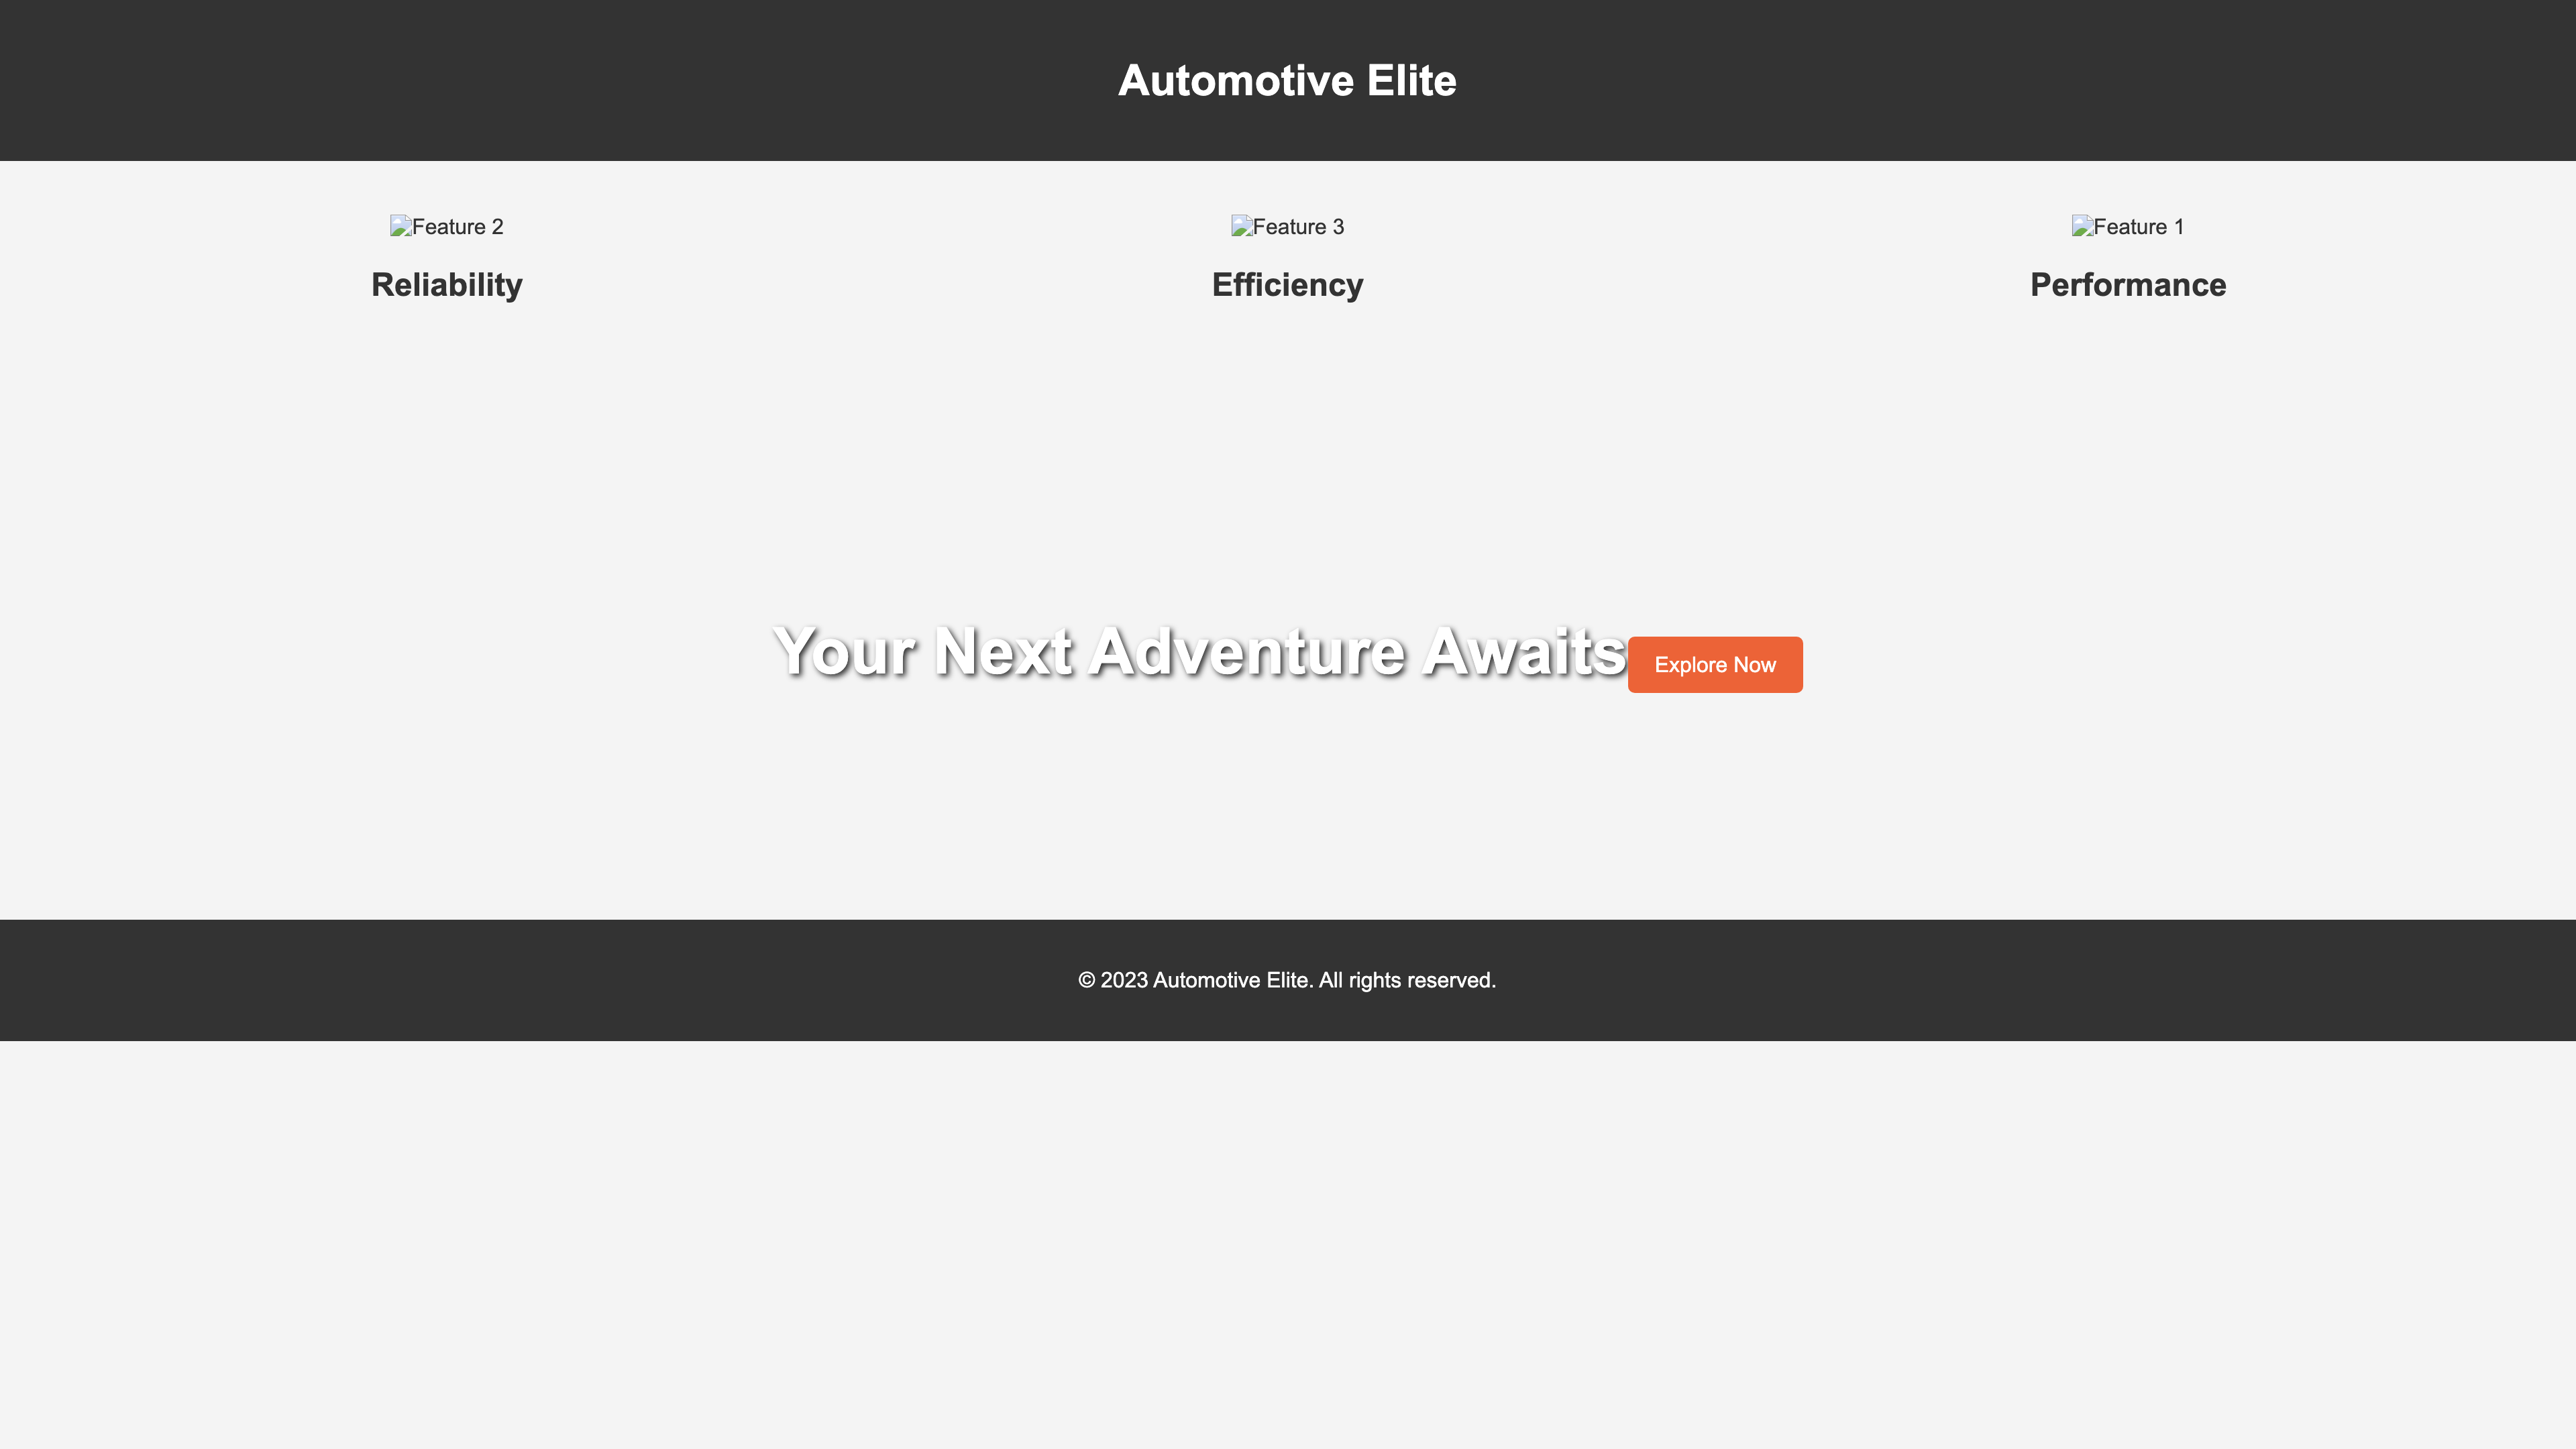 Automotive Elite
Feature 2
Reliability
Feature 3
Efficiency
Feature 1
Performance
Your Next Adventure Awaits
Explore Now
© 2023 Automotive Elite. All rights reserved.